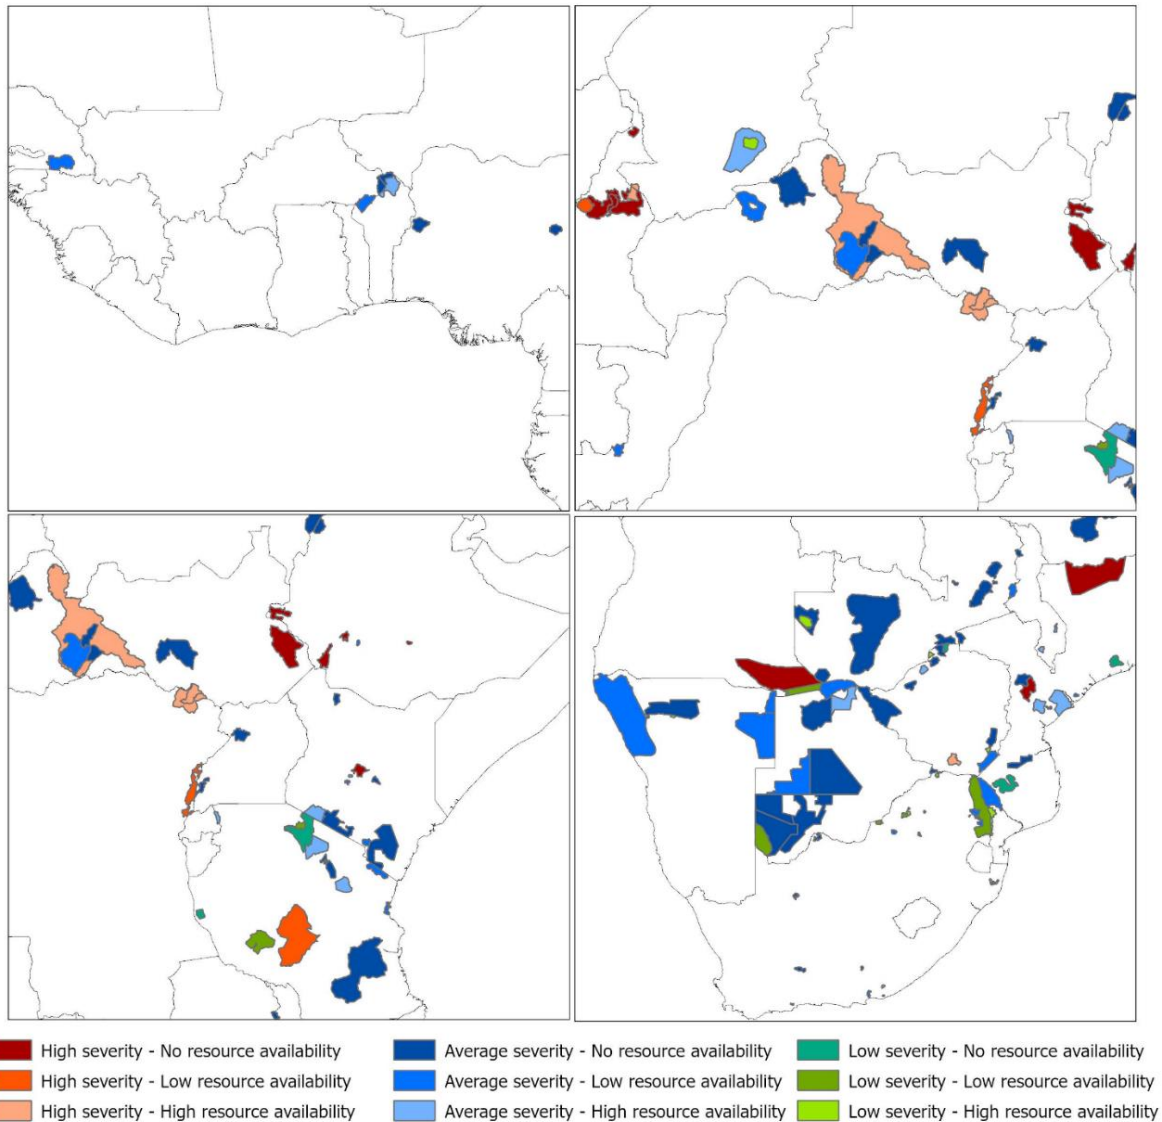 High severity - No resource availability
High severity - Low resource availability
High severity - High resource availability
Average severity - No resource availability
Average severity - Low resource availability
Average severity - High resource availability
Low severity - No resource availability
Low severity - Low resource availability
Low severity - High resource availability